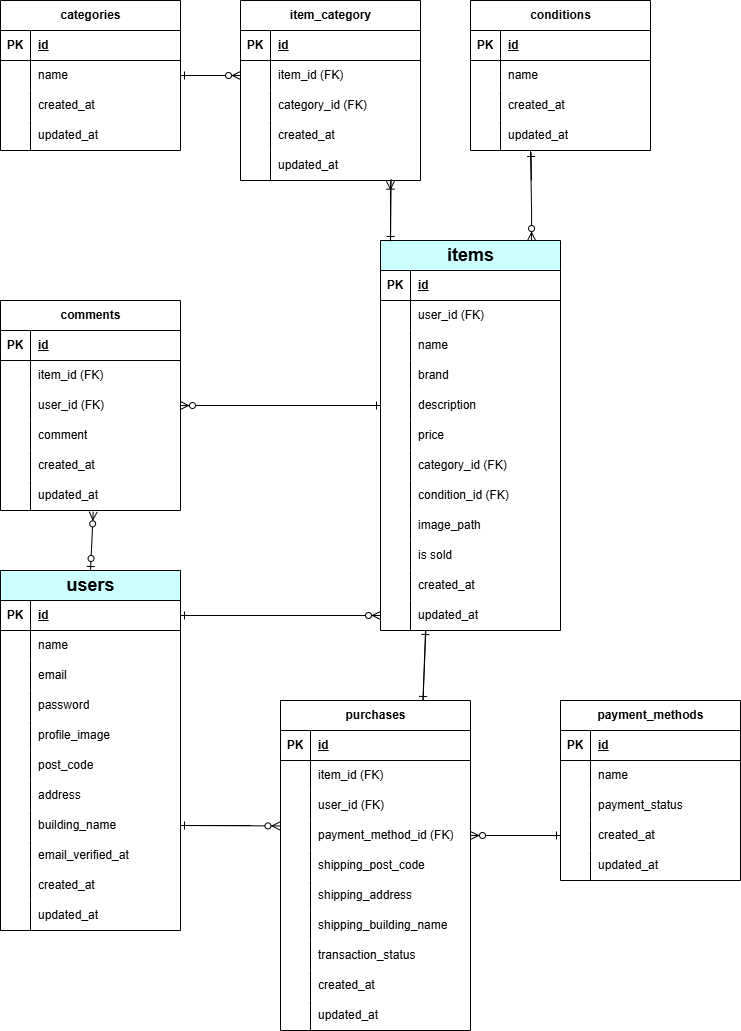 categories
PK id
name
created_at
updated_at
item_category
PK id
item_id (FK)
category_id (FK)
created_at
updated_at
conditions
PK id
name
created_at
updated_at
items
PK id
user_id (FK)
name
brand
description
price
category_id (FK)
condition_id (FK)
image_path
is sold
created_at
updated_at
comments
PK id
item_id (FK)
user_id (FK)
comment
created_at
updated_at
users
PK id
name
email
password
profile_image
post_code
address
building_name
email_verified_at
created_at
updated_at
purchases
PK id
item_id (FK)
user_id (FK)
payment_method_id (FK)
shipping_post_code
shipping_address
shipping_building_name
transaction_status
created_at
updated_at
payment_methods
PK id
name
payment_status
created_at
updated_at